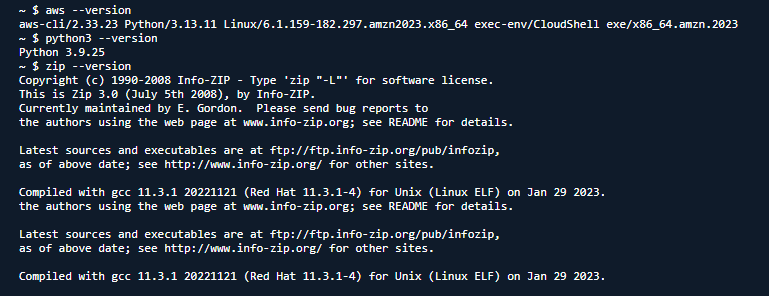 ~ $ aws --version
aws-cli/2.33.23 Python/3.13.11 Linux/6.1.159-182.297.amzn2023.x86_64 exec-env/CloudShell exe/x86_64.amzn.2023
~ $ python3 --version
Python 3.9.25
~ $ zip --version
Copyright (c) 1990-2008 Info-ZIP - Type 'zip "-L"' for software license.
This is Zip 3.0 (July 5th 2008), by Info-ZIP.
Currently maintained by E. Gordon.  Please send bug reports to
the authors using the web page at www.info-zip.org; see README for details.
Latest sources and executables are at ftp://ftp.info-zip.org/pub/infozip,
as of above date; see http://www.info-zip.org/ for other sites.
Compiled with gcc 11.3.1 20221121 (Red Hat 11.3.1-4) for Unix (Linux ELF) on Jan 29 2023.
the authors using the web page at www.info-zip.org; see README for details.
Latest sources and executables are at ftp://ftp.info-zip.org/pub/infozip,
as of above date; see http://www.info-zip.org/ for other sites.
Compiled with gcc 11.3.1 20221121 (Red Hat 11.3.1-4) for Unix (Linux ELF) on Jan 29 2023.